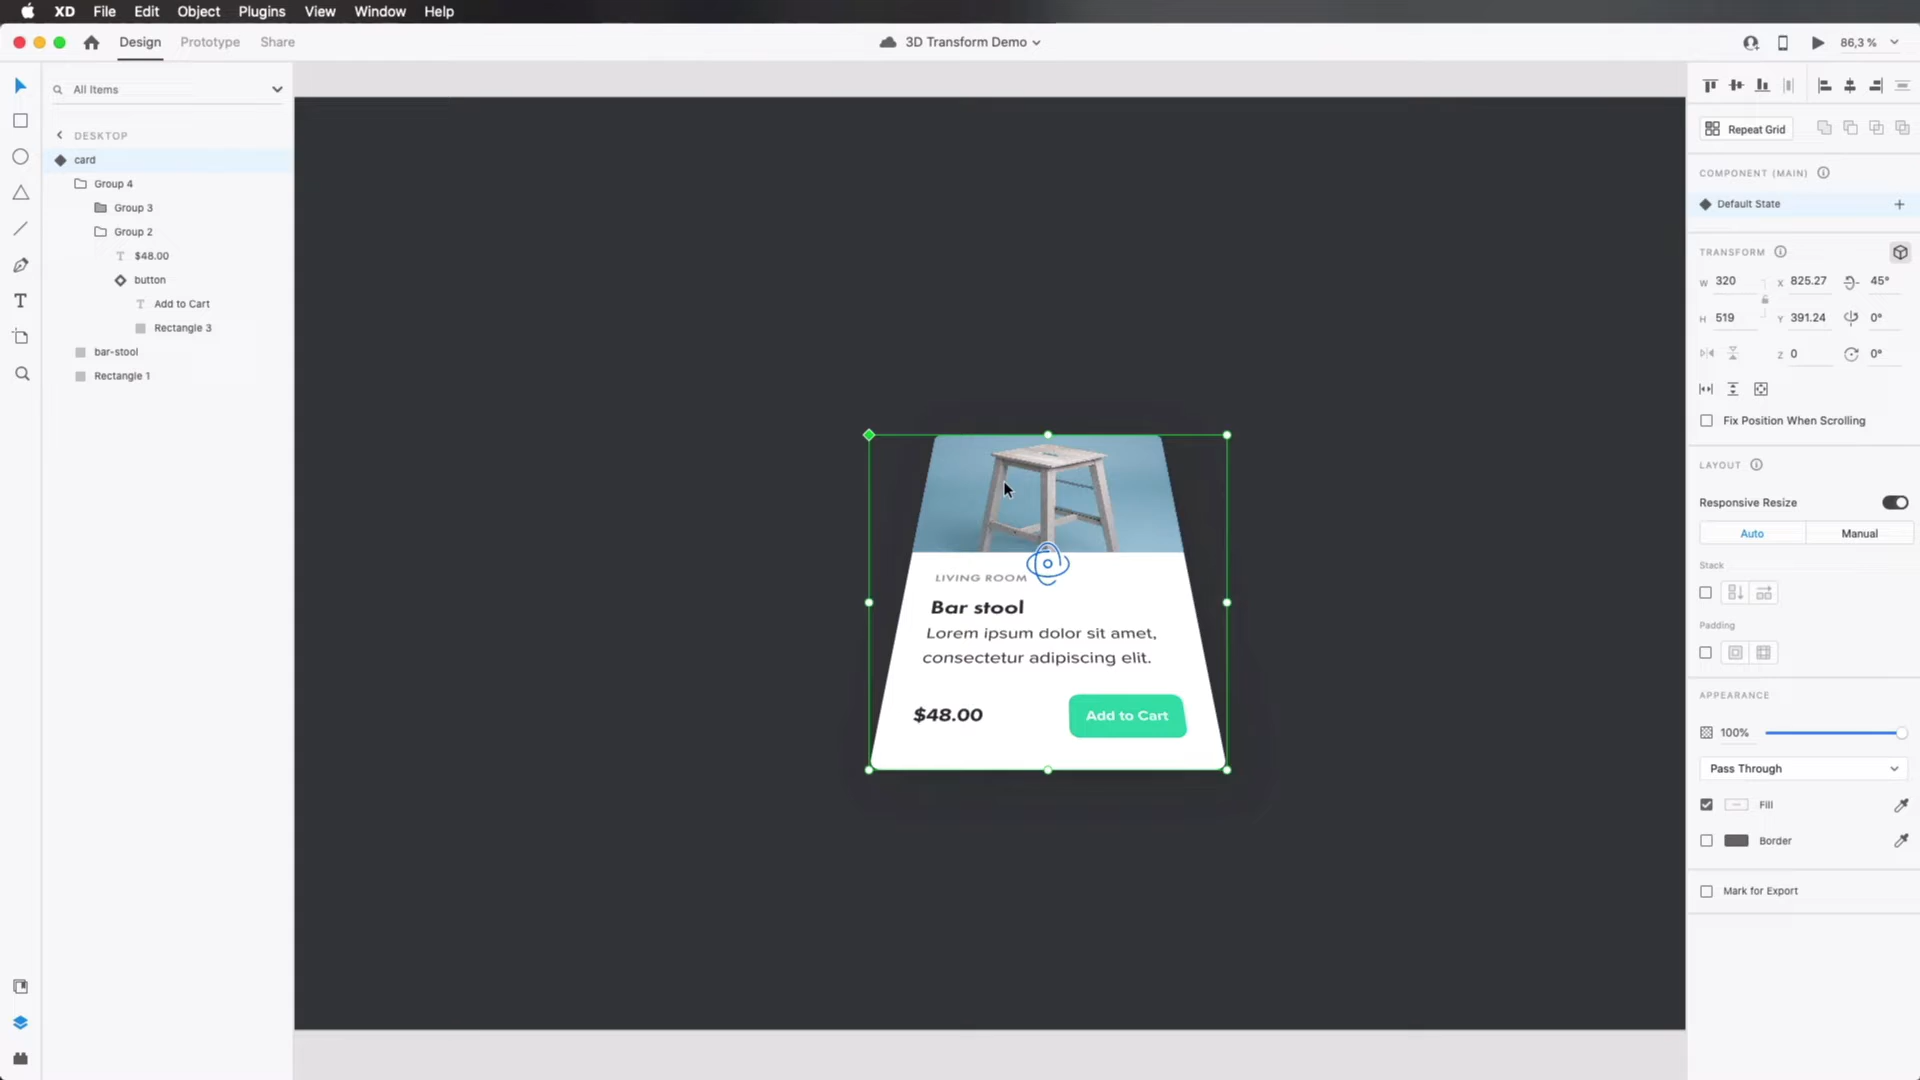 XD File Edit Object Plugins View Window Help
Design Prototype Share
3D Transform Demo
86,3 %
All Items
DESKTOP
card
Group 4
Group 3
Group 2
$48.00
button
Add to Cart
Rectangle 3
bar-stool
Rectangle 1
LIVING ROOM
Bar stool
Lorem ipsum dolor sit amet,
consectetur adipiscing elit.
$48.00
Add to Cart
Repeat Grid
COMPONENT (MAIN)
Default State
TRANSFORM
W 320 X 825.27 45°
H 519 Y 391.24 0°
Z 0 0°
Fix Position When Scrolling
LAYOUT
Responsive Resize
Auto Manual
Stack
Padding
APPEARANCE
100%
Pass Through
Fill
Border
Mark for Export